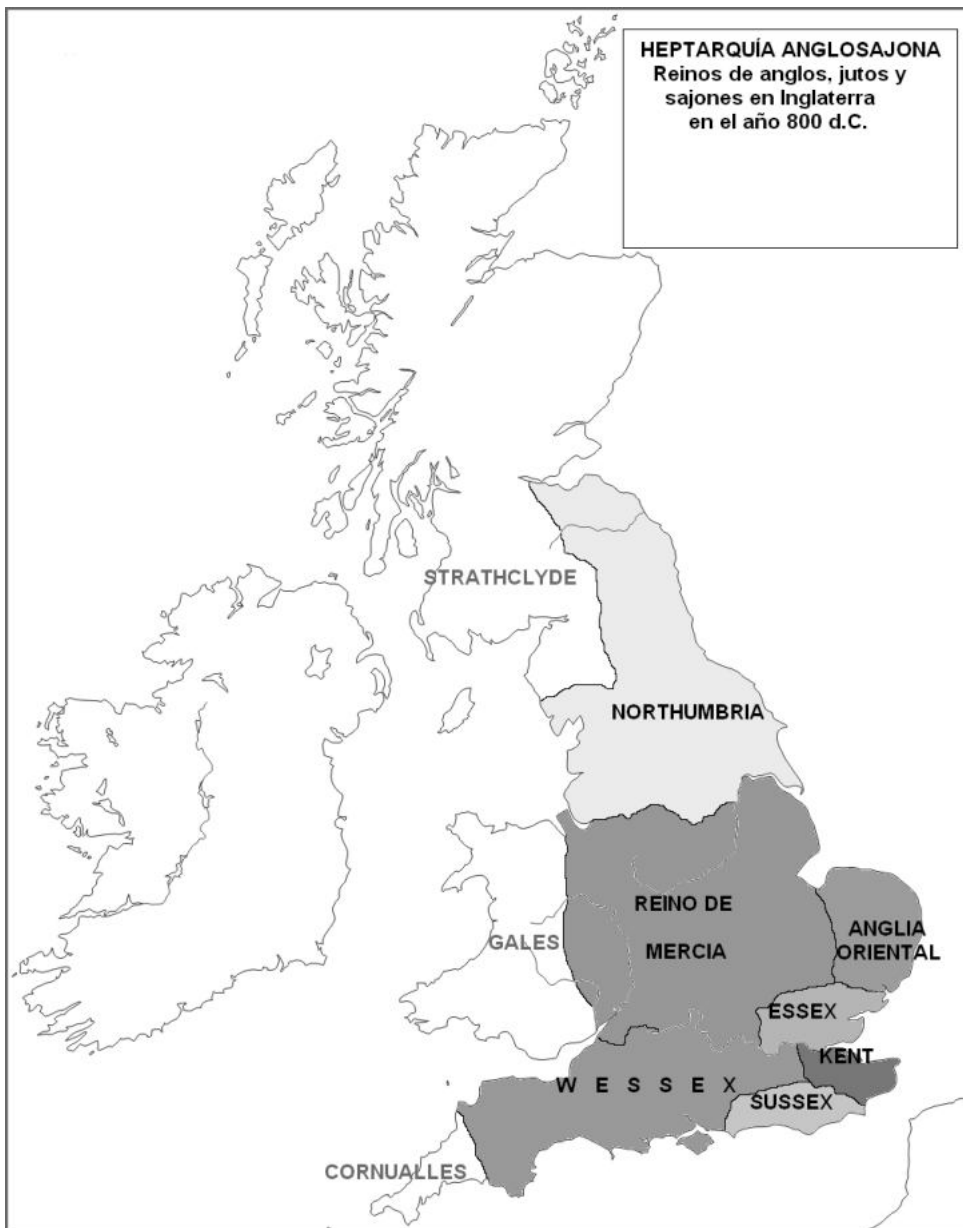 HEPTARQUÍA ANGLOSAJONA
Reinos de anglos, jutos y
sajones en Inglaterra
en el año 800 d.C.
STRATHCLYDE
NORTHUMBRIA
REINO DE
MERCIA
GALES
ANGLIA
ORIENTAL
ESSEX
KENT
WESSEX
SUSSEX
CORNUALLES